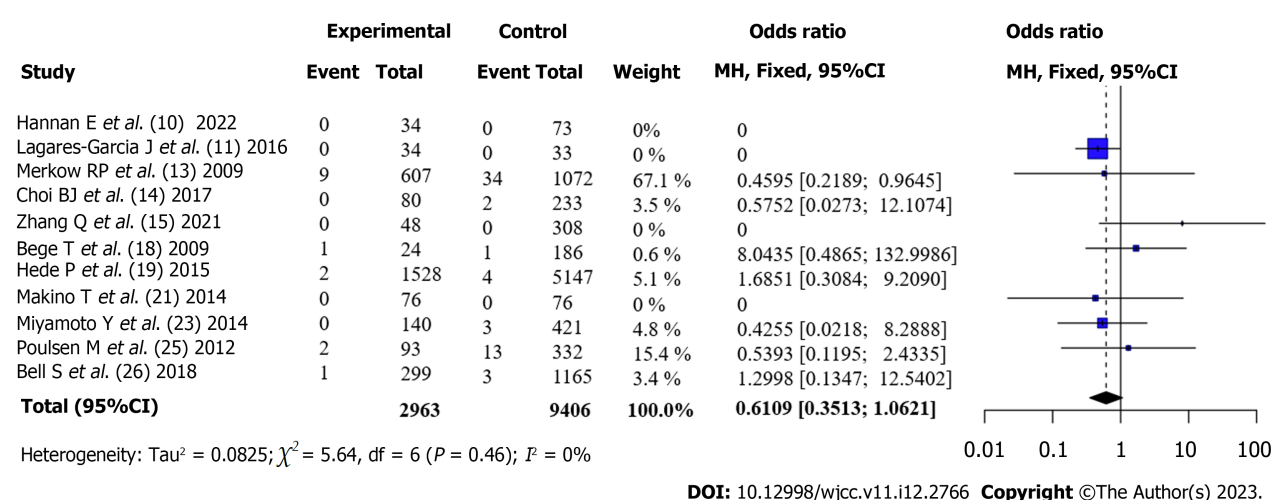 Experimental Control Odds ratio Odds ratio
Study Event Total Event Total Weight MH, Fixed, 95%CI MH, Fixed, 95%CI
Hannan E et al. (10) 2022 0 34 0 73 0% 0
Lagares-Garcia J et al. (11) 2016 0 34 0 33 0 % 0
Merkow RP et al. (13) 2009 9 607 34 1072 67.1 % 0.4595 [0.2189; 0.9645]
Choi BJ et al. (14) 2017 0 80 2 233 3.5 % 0.5752 [0.0273; 12.1074]
Zhang Q et al. (15) 2021 0 48 0 308 0 % 0
Bege T et al. (18) 2009 1 24 1 186 0.6 % 8.0435 [0.4865; 132.9986]
Hede P et al. (19) 2015 2 1528 4 5147 5.1 % 1.6851 [0.3084; 9.2090]
Makino T et al. (21) 2014 0 76 0 76 0 % 0
Miyamoto Y et al. (23) 2014 0 140 3 421 4.8 % 0.4255 [0.0218; 8.2888]
Poulsen M et al. (25) 2012 2 93 13 332 15.4 % 0.5393 [0.1195; 2.4335]
Bell S et al. (26) 2018 1 299 3 1165 3.4 % 1.2998 [0.1347; 12.5402]
Total (95%CI) 2963 9406 100.0% 0.6109 [0.3513; 1.0621]
0.01 0.1 1 10 100
Heterogeneity: Tau² = 0.0825; χ² = 5.64, df = 6 (P = 0.46); I² = 0%
DOI: 10.12998/wjcc.v11.i12.2766 Copyright ©The Author(s) 2023.